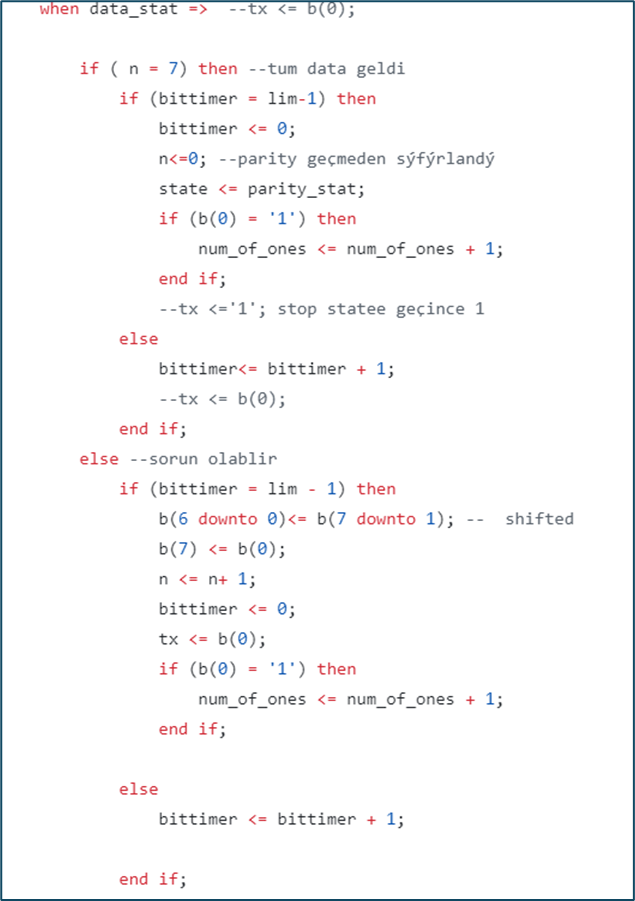 when data_stat =>  --tx <= b(0);
if ( n = 7) then --tum data geldi
if (bittimer = lim-1) then
bittimer <= 0;
n<=0; --parity geçmeden sýfýrlandý
state <= parity_stat;
if (b(0) = '1') then
num_of_ones <= num_of_ones + 1;
end if;
--tx <='1'; stop statee geçince 1
else
bittimer<= bittimer + 1;
--tx <= b(0);
end if;
else --sorun olablir
if (bittimer = lim - 1) then
b(6 downto 0)<= b(7 downto 1); --  shifted
b(7) <= b(0);
n <= n+ 1;
bittimer <= 0;
tx <= b(0);
if (b(0) = '1') then
num_of_ones <= num_of_ones + 1;
end if;
else
bittimer <= bittimer + 1;
end if;